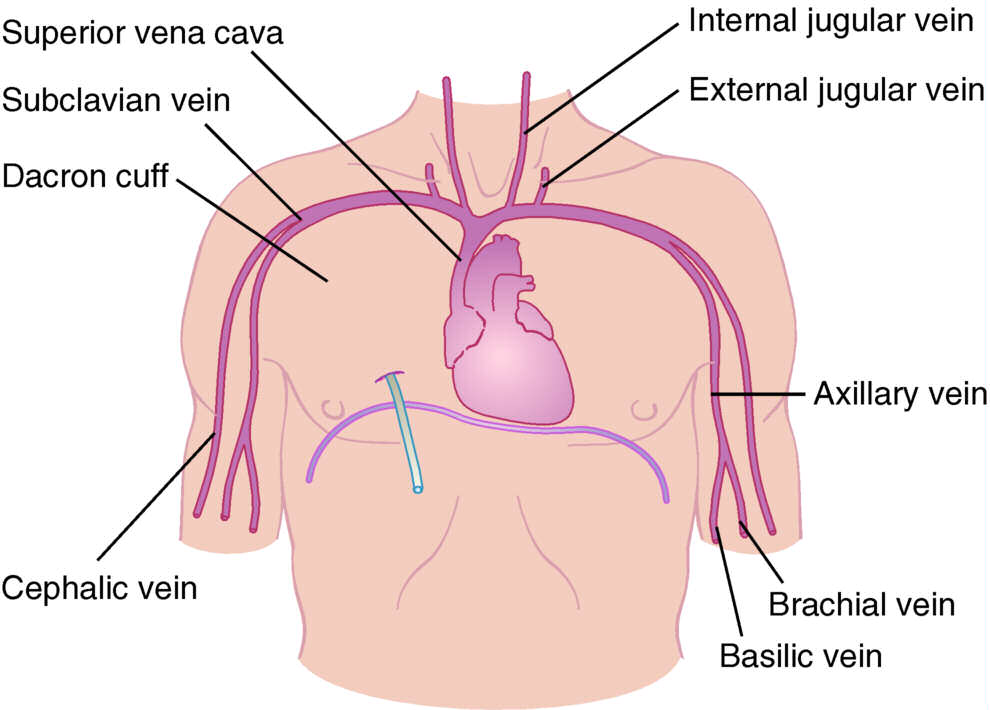 Superior vena cava
Subclavian vein
Dacron cuff
Internal jugular vein
External jugular vein
Axillary vein
Cephalic vein
Brachial vein
Basilic vein